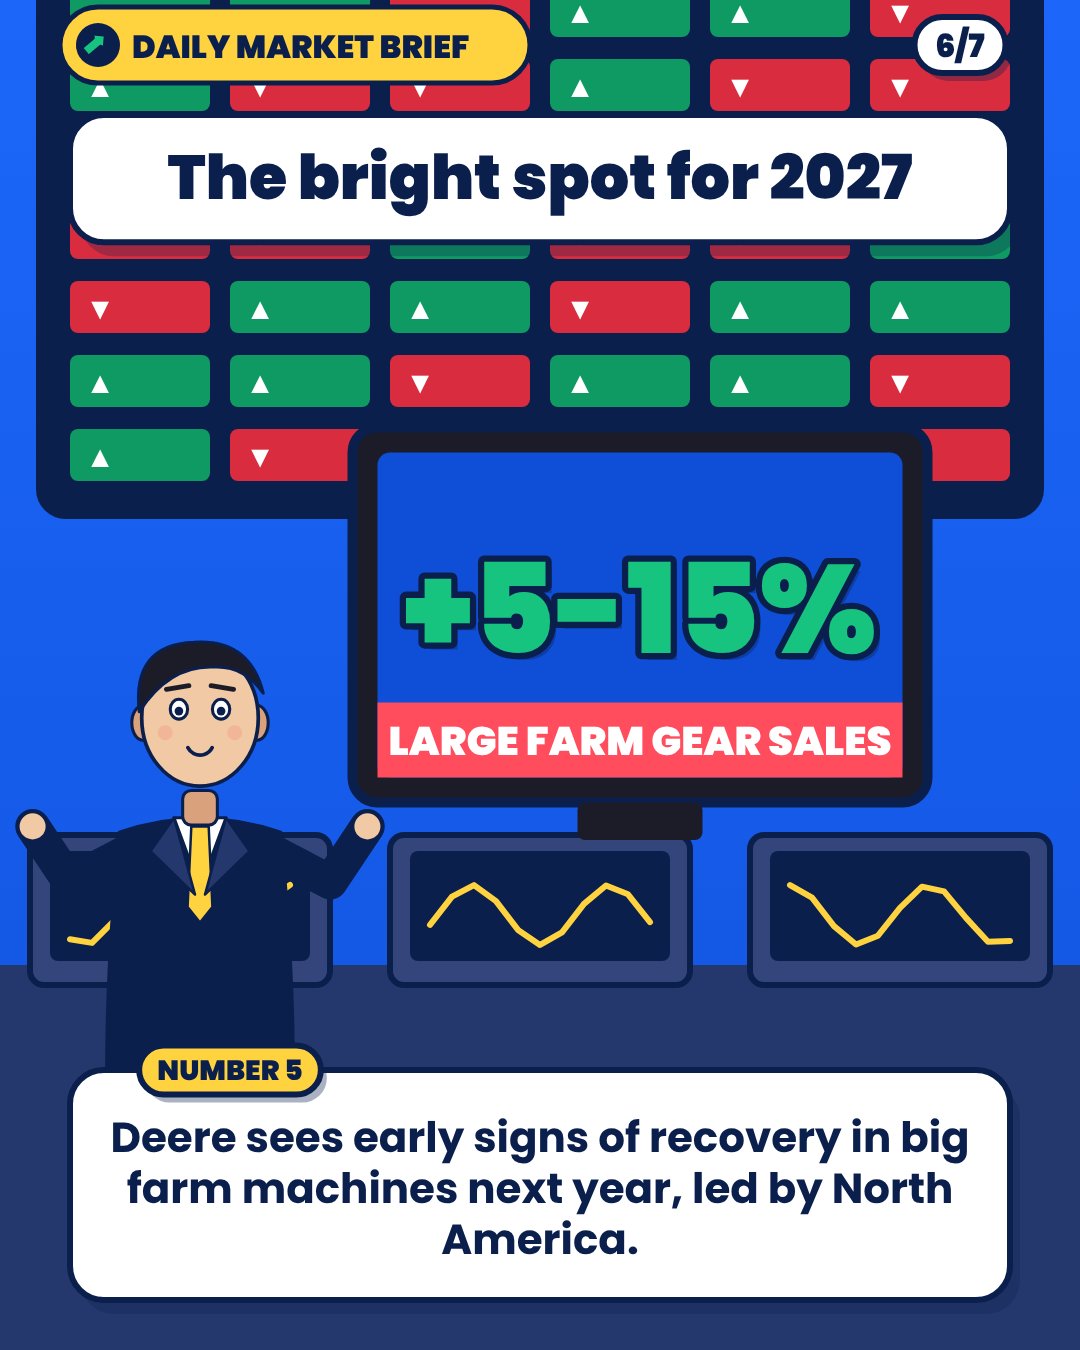 DAILY MARKET BRIEF
6/7
The bright spot for 2027
+5–15%
LARGE FARM GEAR SALES
NUMBER 5
Deere sees early signs of recovery in big
farm machines next year, led by North
America.